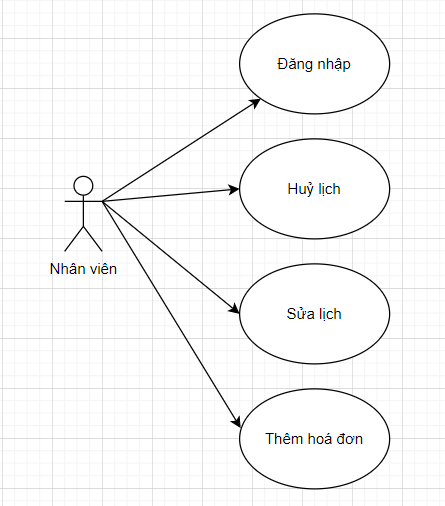 Đăng nhập
Huỷ lịch
Nhân viên
Sửa lịch
Thêm hoá đơn